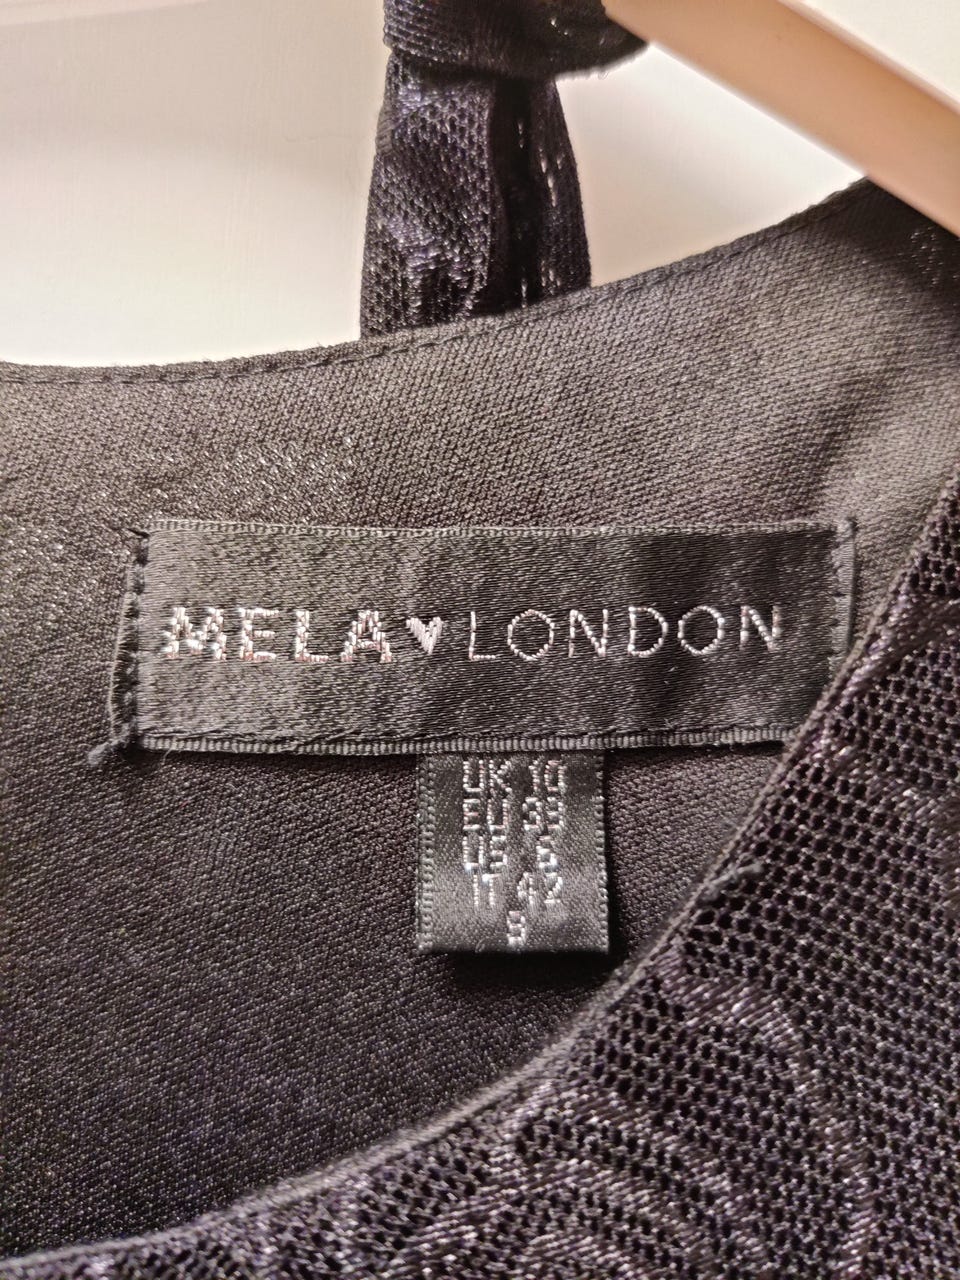 MELA♥LONDON
UK 10
EU 38
US 6
IT 42
S